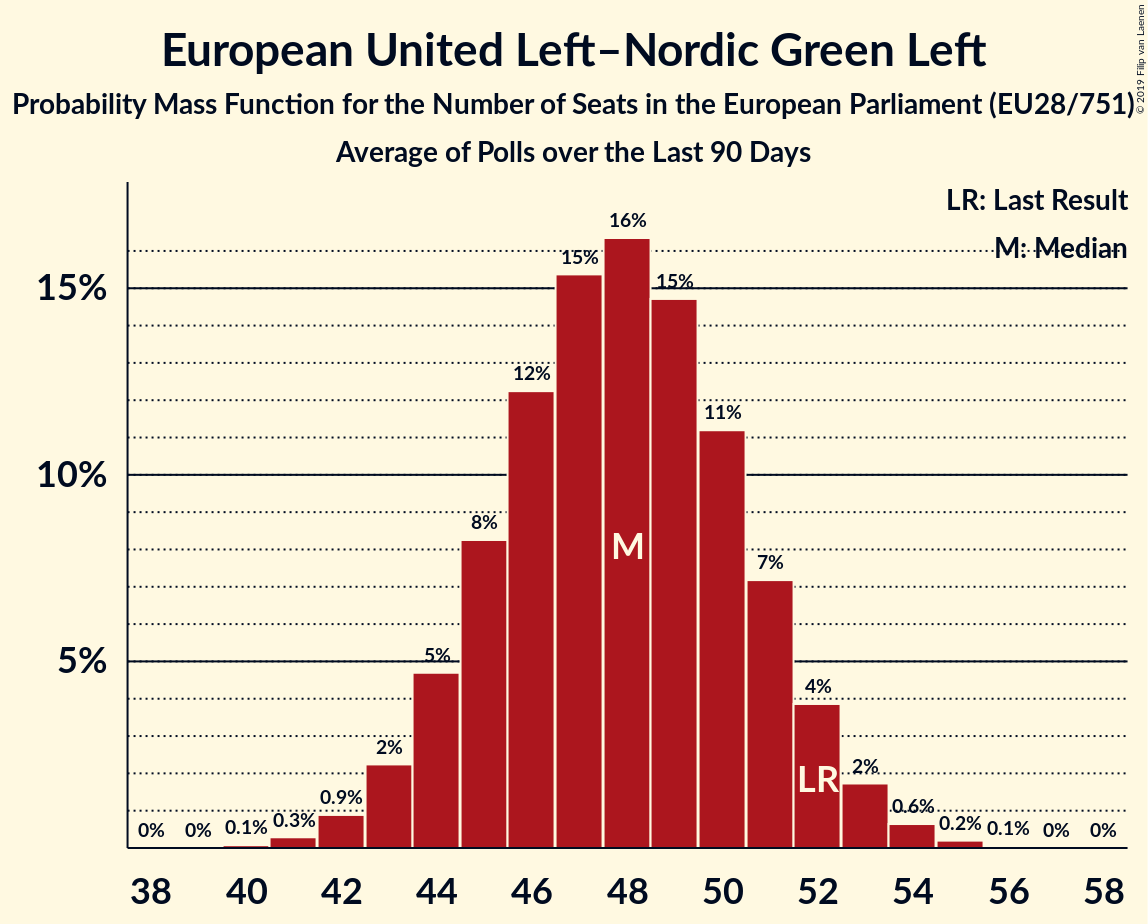 European United Left–Nordic Green Left
Probability Mass Function for the Number of Seats in the European Parliament (EU28/751)
Average of Polls over the Last 90 Days
© 2019 Filip van Laenen
LR: Last Result
M: Median
15%
10%
5%
0% 0% 0.1% 0.3% 0.9% 2% 5% 8% 12% 15% 16% 15% 11% 7% 4% 2% 0.6% 0.2% 0.1% 0% 0%
M
LR
38 40 42 44 46 48 50 52 54 56 58